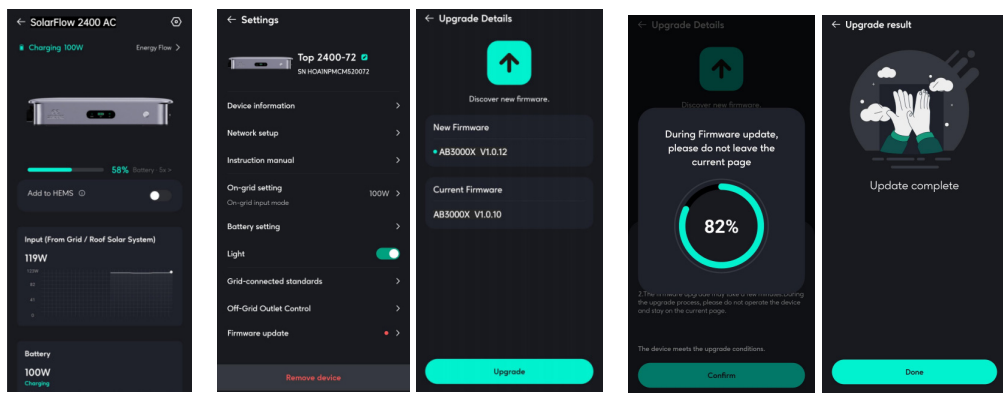 ← SolarFlow 2400 AC
Charging 100W
Energy Flow >
58% Battery 5s >
Add to HEMS
Input (From Grid / Roof Solar System)
119W
Battery
100W
Charging
← Settings
Top 2400-72
SN HOAINPMCM520072
Device information >
Network setup >
Instruction manual >
On-grid setting 100W >
On-grid input mode
Battery setting >
Light
Grid-connected standards >
Off-Grid Outlet Control >
Firmware update >
Remove device
← Upgrade Details
Discover new firmware.
New Firmware
AB3000X V1.0.12
Current Firmware
AB3000X V1.0.10
Upgrade
← Upgrade Details
Discover new firmware.
During Firmware update,
please do not leave the
current page
82%
2.The firmware upgrade may take a few minutes.During
the upgrade process, please do not operate the device
and stay on the current page.
The device meets the upgrade conditions.
Confirm
← Upgrade result
Update complete
Done